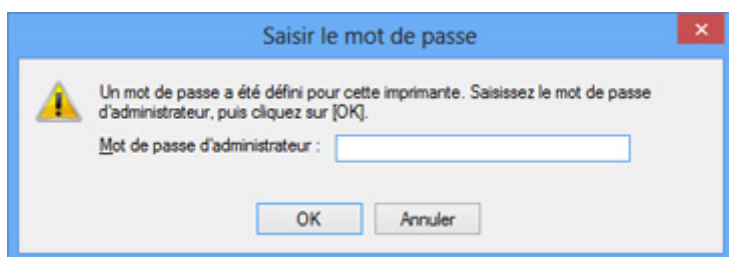 Saisir le mot de passe
Un mot de passe a été défini pour cette imprimante. Saisissez le mot de passe
d'administrateur, puis cliquez sur [OK].
Mot de passe d'administrateur :
OK
Annuler